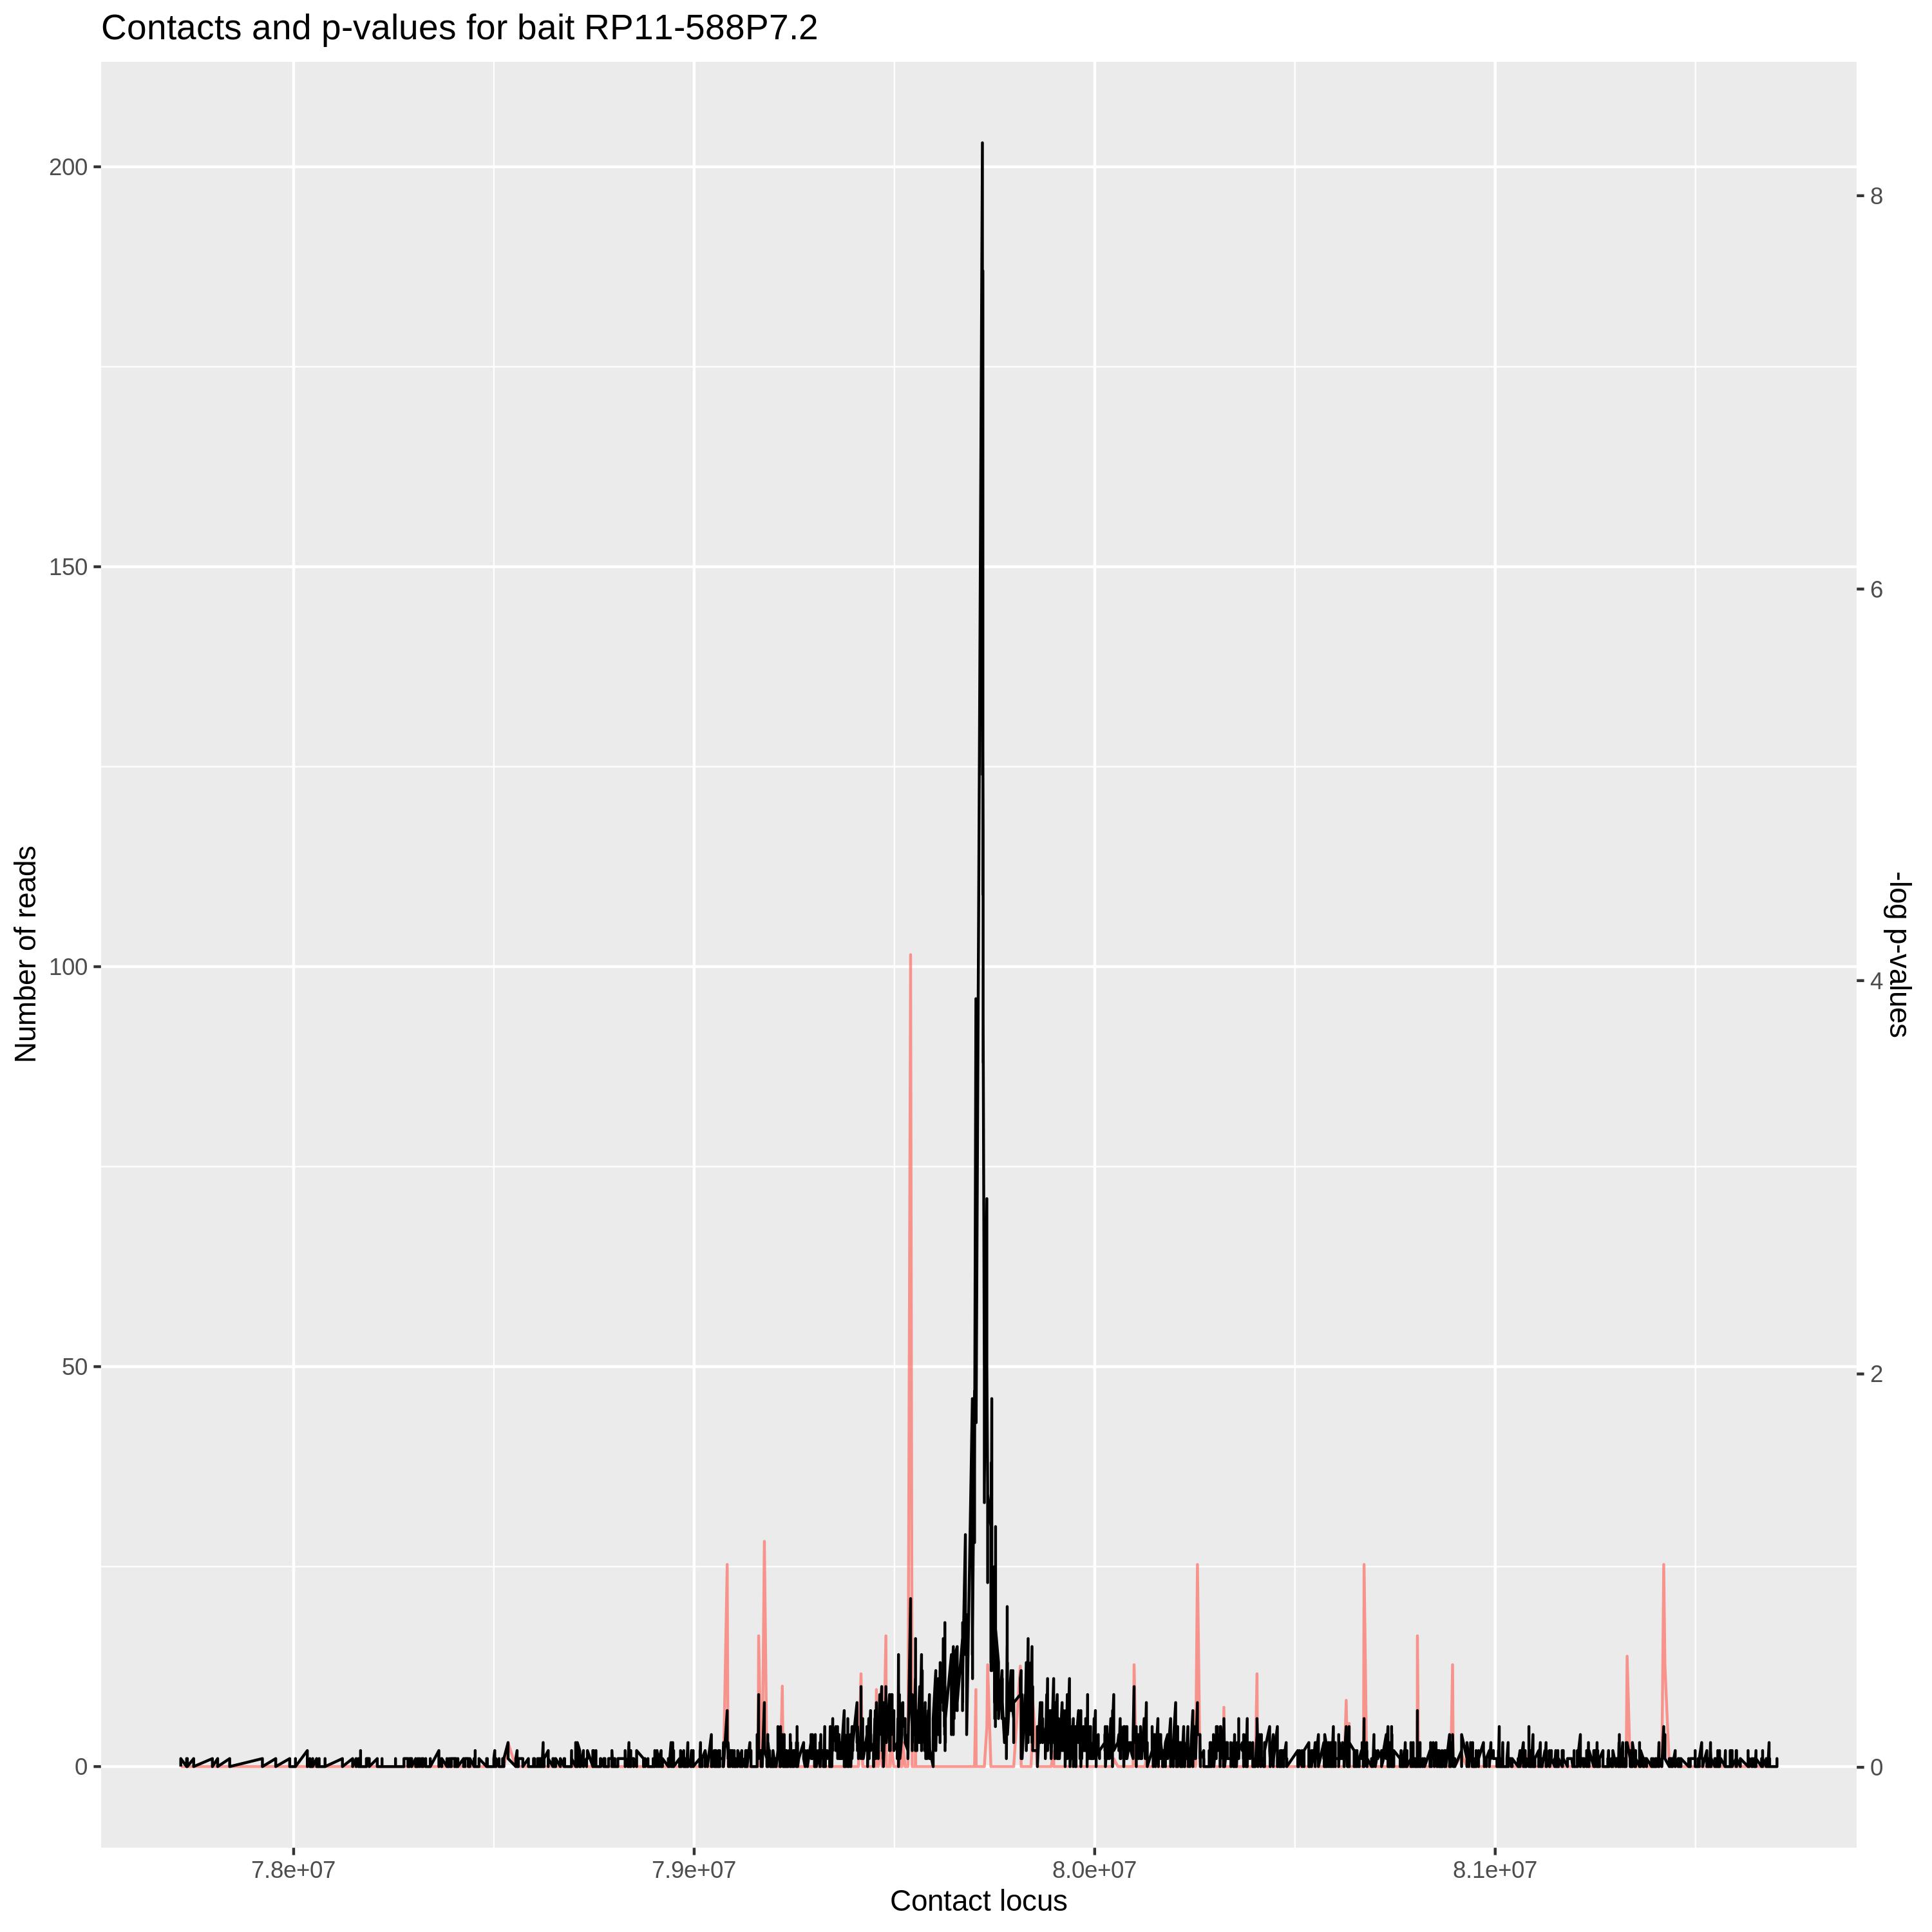 Contacts and p-values for bait RP11-588P7.2
200
150
100
50
0
8
6
4
2
0
Number of reads
-log p-values
7.8e+07 7.9e+07 8.0e+07 8.1e+07
Contact locus